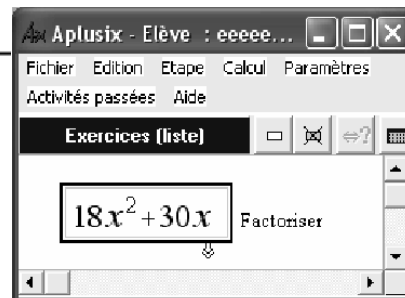 Aplusix - Elève : eeeee...
Fichier Edition Etape Calcul Paramètres
Activités passées Aide
Exercices (liste) ⇔?
18x²+30x Factoriser